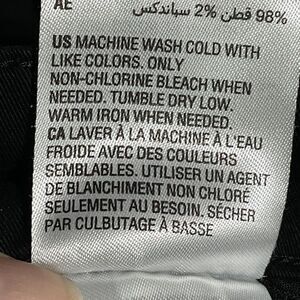 AE 98% قطن 2% سباندكس
US MACHINE WASH COLD WITH
LIKE COLORS. ONLY
NON-CHLORINE BLEACH WHEN
NEEDED. TUMBLE DRY LOW.
WARM IRON WHEN NEEDED.
CA LAVER À LA MACHINE À L'EAU
FROIDE AVEC DES COULEURS
SEMBLABLES. UTILISER UN AGENT
DE BLANCHIMENT NON CHLORÉ
SEULEMENT AU BESOIN. SÉCHER
PAR CULBUTAGE À BASSE